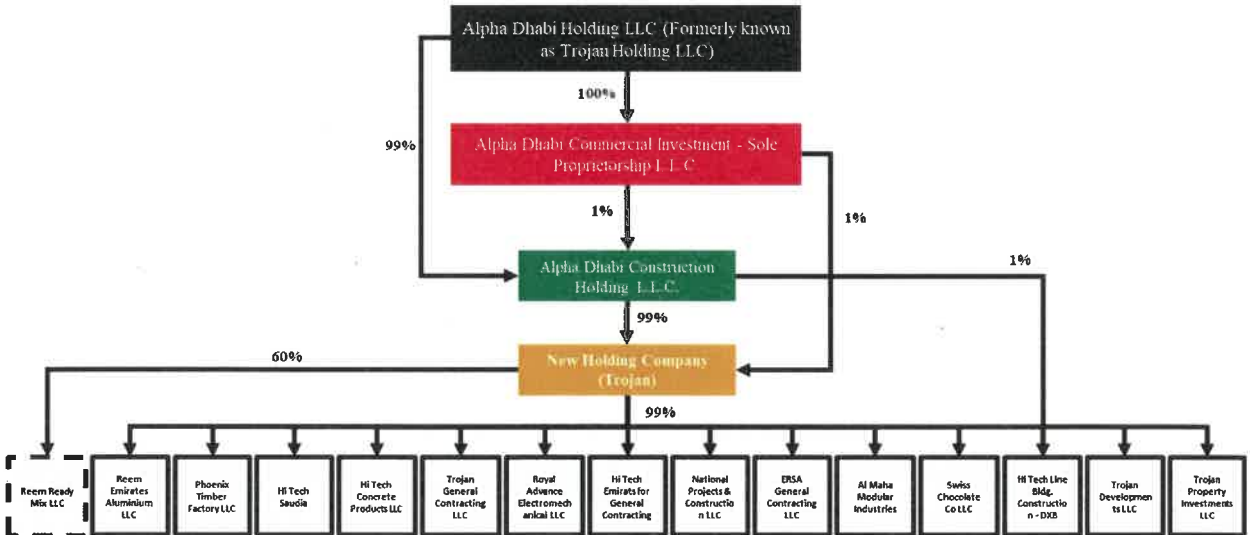 Alpha Dhabi Holding LLC (Formerly known
as Trojan Holding LLC)
100%
99%
Alpha Dhabi Commercial Investment - Sole
Proprietorship L.L.C
1%
1%
Alpha Dhabi Construction
Holding L.L.C.
1%
99%
New Holding Company
(Trojan)
60%
99%
Reem Ready
Mix LLC
Reem
Emirates
Aluminium
LLC
Phoenix
Timber
Factory LLC
Hi Tech
Saudia
Hi Tech
Concrete
Products LLC
Trojan
General
Contracting
LLC
Royal
Advance
Electromech
anical LLC
Hi Tech
Emirats for
General
Contracting
National
Projects &
Constructio
n LLC
ERSA
General
Contracting LLC
Al Maha
Modular
Industries
Swiss
Chocolate
Co LLC
Hi Tech Line
Bldg.
Constructio
n - DXB
Trojan
Developmen
ts LLC
Trojan
Property
Investments
LLC